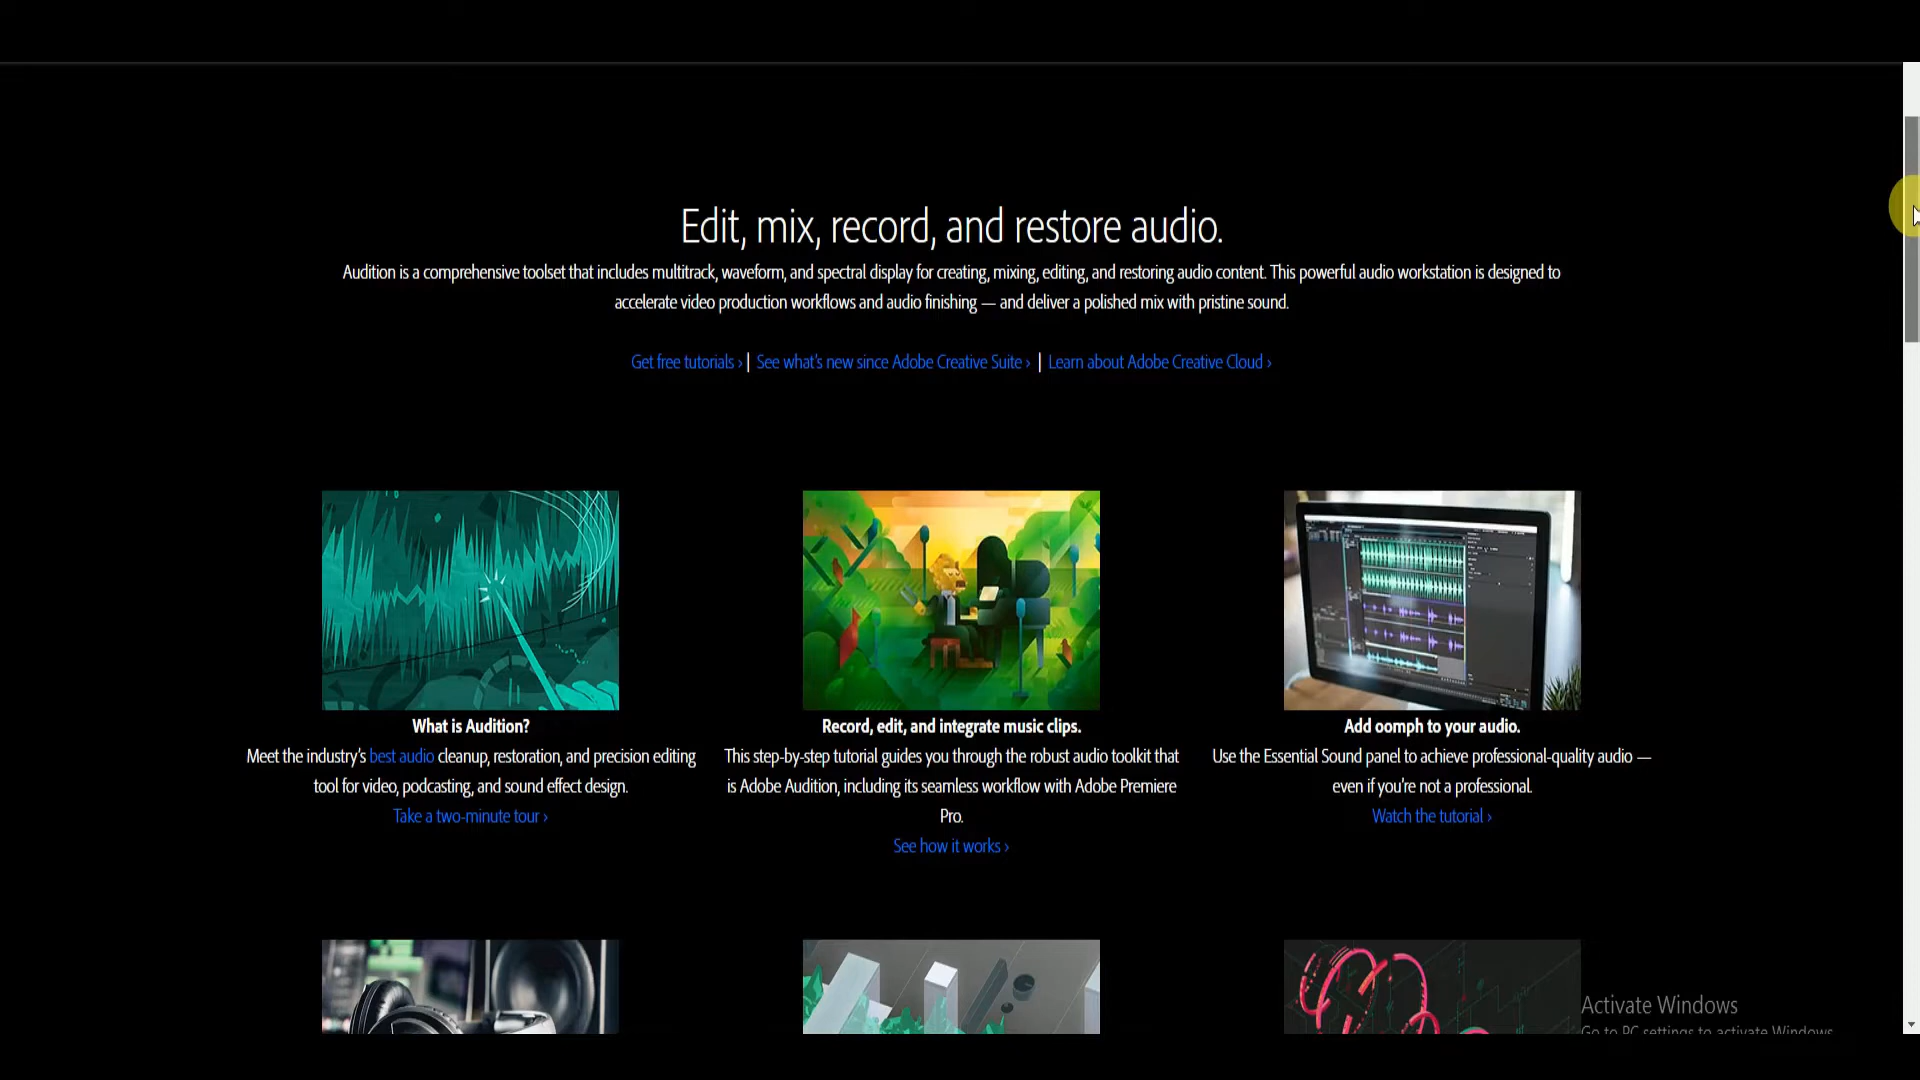 Edit, mix, record, and restore audio.
Audition is a comprehensive toolset that includes multitrack, waveform, and spectral display for creating, mixing, editing, and restoring audio content. This powerful audio workstation is designed to
accelerate video production workflows and audio finishing — and deliver a polished mix with pristine sound.
Get free tutorials › | See what's new since Adobe Creative Suite › | Learn about Adobe Creative Cloud ›
What is Audition?
Meet the industry's best audio cleanup, restoration, and precision editing
tool for video, podcasting, and sound effect design.
Take a two-minute tour ›
Record, edit, and integrate music clips.
This step-by-step tutorial guides you through the robust audio toolkit that
is Adobe Audition, including its seamless workflow with Adobe Premiere
Pro.
See how it works ›
Add oomph to your audio.
Use the Essential Sound panel to achieve professional-quality audio —
even if you're not a professional.
Watch the tutorial ›
Activate Windows
Go to PC settings to activate Windows